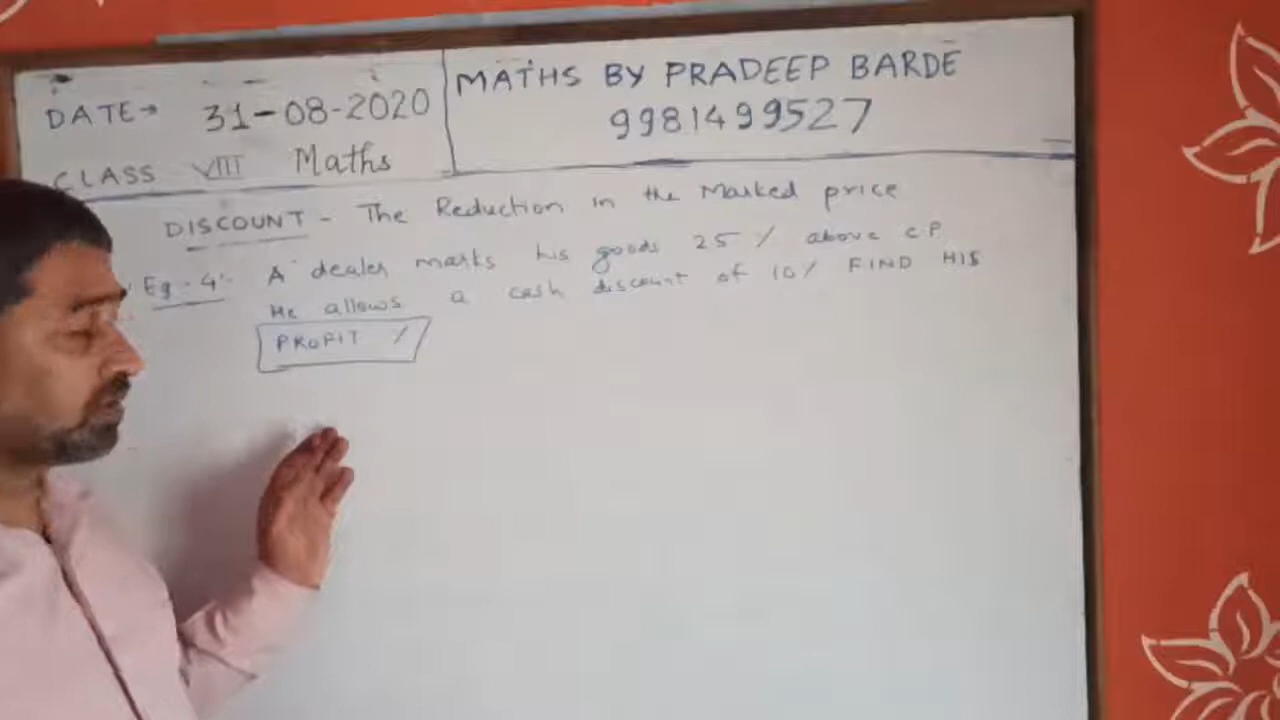 DATE→ 31-08-2020
CLASS VIII Maths
MATHS BY PRADEEP BARDE
9981499527
DISCOUNT - The Reduction in the Marked price
Eg-4:- A dealer marks his goods 25% above CP
He allows a cash discount of 10% FIND HIS
PROFIT %